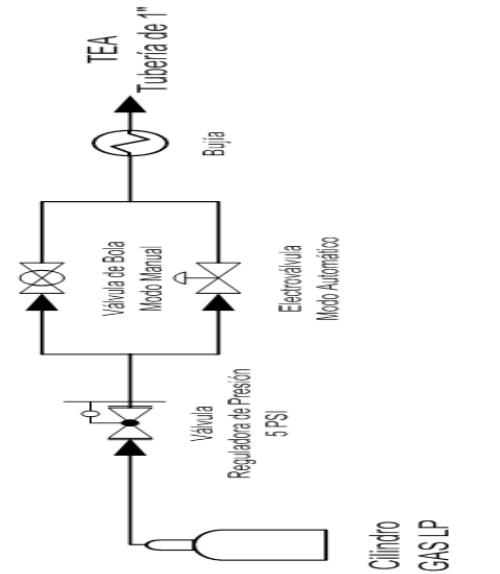 TEA
Tubería de 1"
Bujía
Válvula de Bola
Modo Manual
Electroválvula
Modo Automático
Válvula
Reguladora de Presión
5 PSI
Cilindro
GAS LP